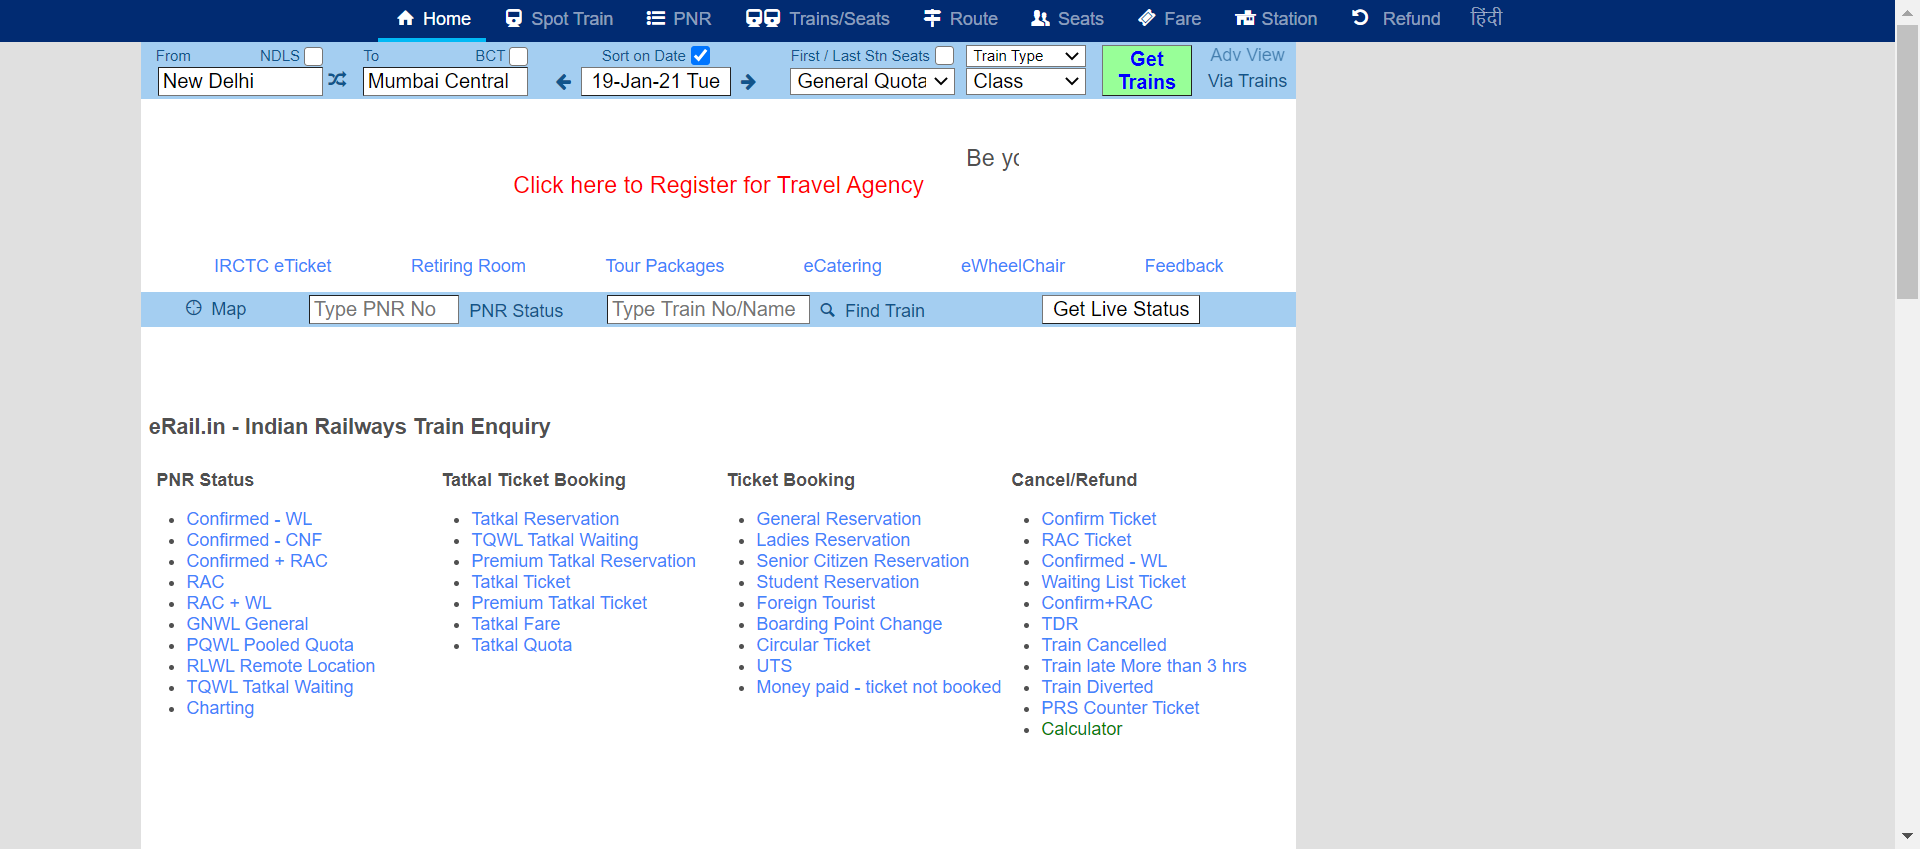 Home Spot Train PNR Trains/Seats Route Seats Fare Station Refund हिंदी
From NDLS To BCT Sort on Date First / Last Stn Seats Train Type Get Trains Adv View
New Delhi Mumbai Central 19-Jan-21 Tue General Quota Class Via Trains
Be yo
Click here to Register for Travel Agency
IRCTC eTicket Retiring Room Tour Packages eCatering eWheelChair Feedback
Map Type PNR No PNR Status Type Train No/Name Find Train Get Live Status
eRail.in - Indian Railways Train Enquiry
PNR Status
Confirmed - WL
Confirmed - CNF
Confirmed + RAC
RAC
RAC + WL
GNWL General
PQWL Pooled Quota
RLWL Remote Location
TQWL Tatkal Waiting
Charting
Tatkal Ticket Booking
Tatkal Reservation
TQWL Tatkal Waiting
Premium Tatkal Reservation
Tatkal Ticket
Premium Tatkal Ticket
Tatkal Fare
Tatkal Quota
Ticket Booking
General Reservation
Ladies Reservation
Senior Citizen Reservation
Student Reservation
Foreign Tourist
Boarding Point Change
Circular Ticket
UTS
Money paid - ticket not booked
Cancel/Refund
Confirm Ticket
RAC Ticket
Confirmed - WL
Waiting List Ticket
Confirm+RAC
TDR
Train Cancelled
Train late More than 3 hrs
Train Diverted
PRS Counter Ticket
Calculator